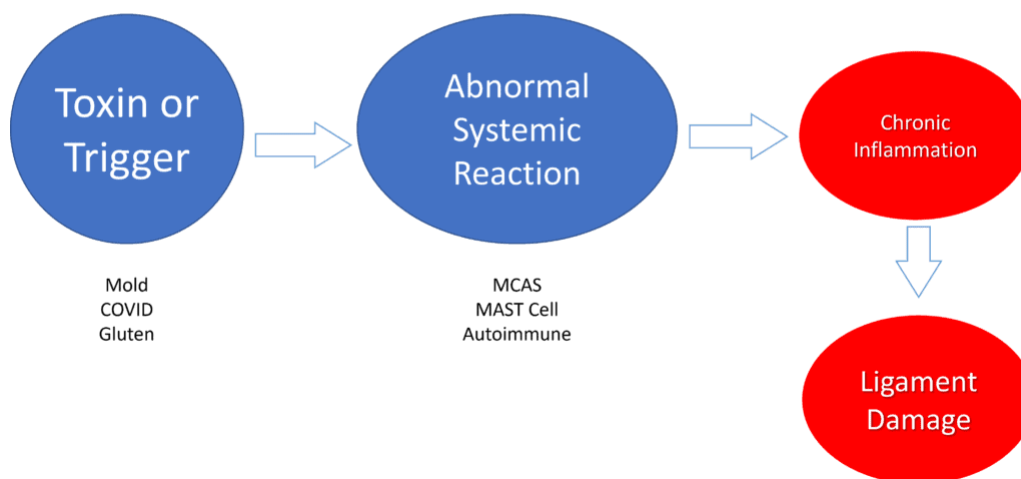 Toxin or
Trigger
Abnormal
Systemic
Reaction
Chronic
Inflammation
Mold
COVID
Gluten
MCAS
MAST Cell
Autoimmune
Ligament
Damage